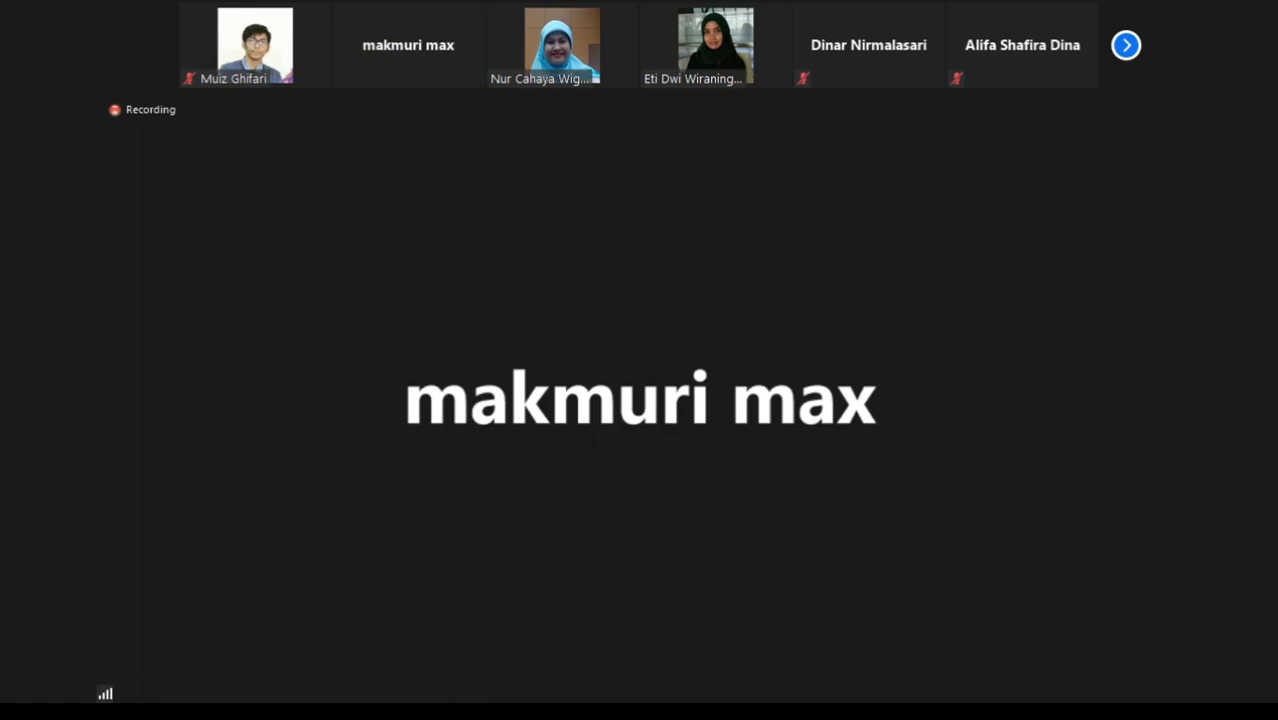 Muiz Ghifari
makmuri max
Nur Cahaya Wig...
Eti Dwi Wiraning...
Dinar Nirmalasari
Alifa Shafira Dina
Recording
makmuri max